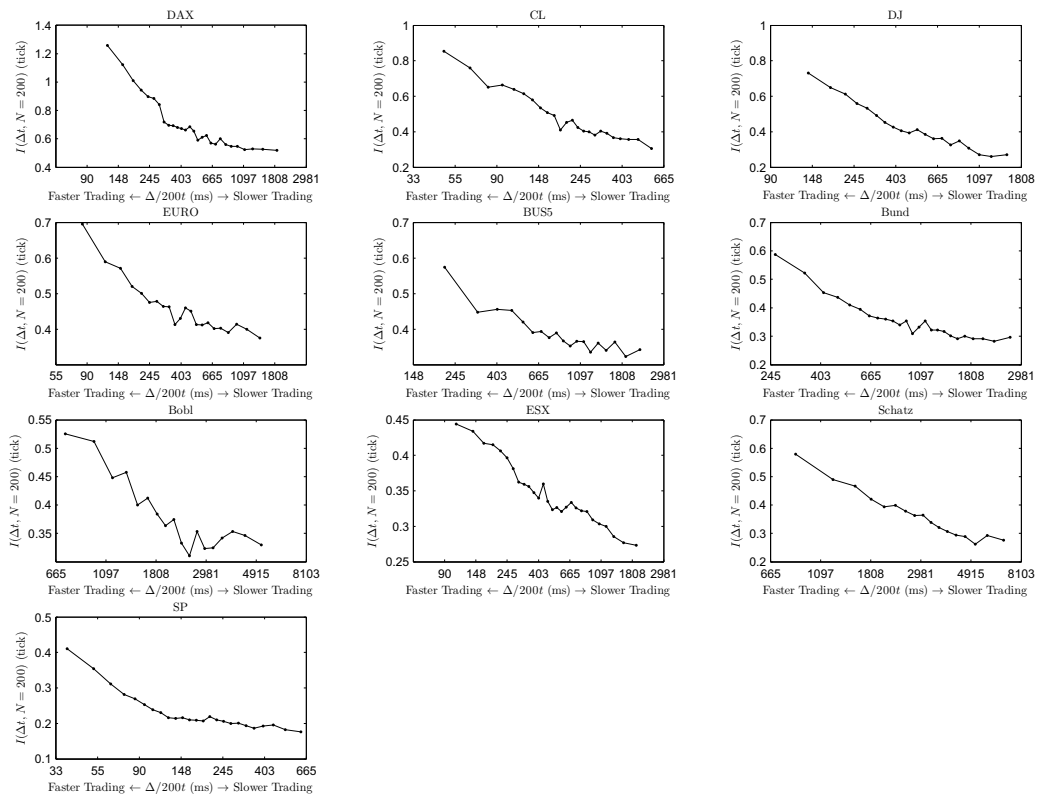 DAX
1.4
1.2
1
0.8
0.6
0.4
I(Δt, N = 200) (tick)
90 148 245 403 665 1097 1808 2981
Faster Trading ← Δ/200t (ms) → Slower Trading
CL
1
0.8
0.6
0.4
0.2
I(Δt, N = 200) (tick)
33 55 90 148 245 403 665
Faster Trading ← Δ/200t (ms) → Slower Trading
DJ
1
0.8
0.6
0.4
0.2
I(Δt, N = 200) (tick)
90 148 245 403 665 1097 1808
Faster Trading ← Δ/200t (ms) → Slower Trading
EURO
0.7
0.6
0.5
0.4
I(Δt, N = 200) (tick)
55 90 148 245 403 665 1097 1808
Faster Trading ← Δ/200t (ms) → Slower Trading
BUS5
0.7
0.6
0.5
0.4
I(Δt, N = 200) (tick)
148 245 403 665 1097 1808 2981
Faster Trading ← Δ/200t (ms) → Slower Trading
Bund
0.7
0.6
0.5
0.4
0.3
0.2
I(Δt, N = 200) (tick)
245 403 665 1097 1808 2981
Faster Trading ← Δ/200t (ms) → Slower Trading
Bobl
0.55
0.5
0.45
0.40
0.35
I(Δt, N = 200) (tick)
665 1097 1808 2981 4915 8103
Faster Trading ← Δ/200t (ms) → Slower Trading
ESX
0.45
0.4
0.35
0.3
0.25
I(Δt, N = 200) (tick)
90 148 245 403 665 1097 1808 2981
Faster Trading ← Δ/200t (ms) → Slower Trading
Schatz
0.7
0.6
0.5
0.4
0.3
0.2
I(Δt, N = 200) (tick)
665 1097 1808 2981 4915 8103
Faster Trading ← Δ/200t (ms) → Slower Trading
SP
0.5
0.4
0.3
0.2
0.1
I(Δt, N = 200) (tick)
33 55 90 148 245 403 665
Faster Trading ← Δ/200t (ms) → Slower Trading